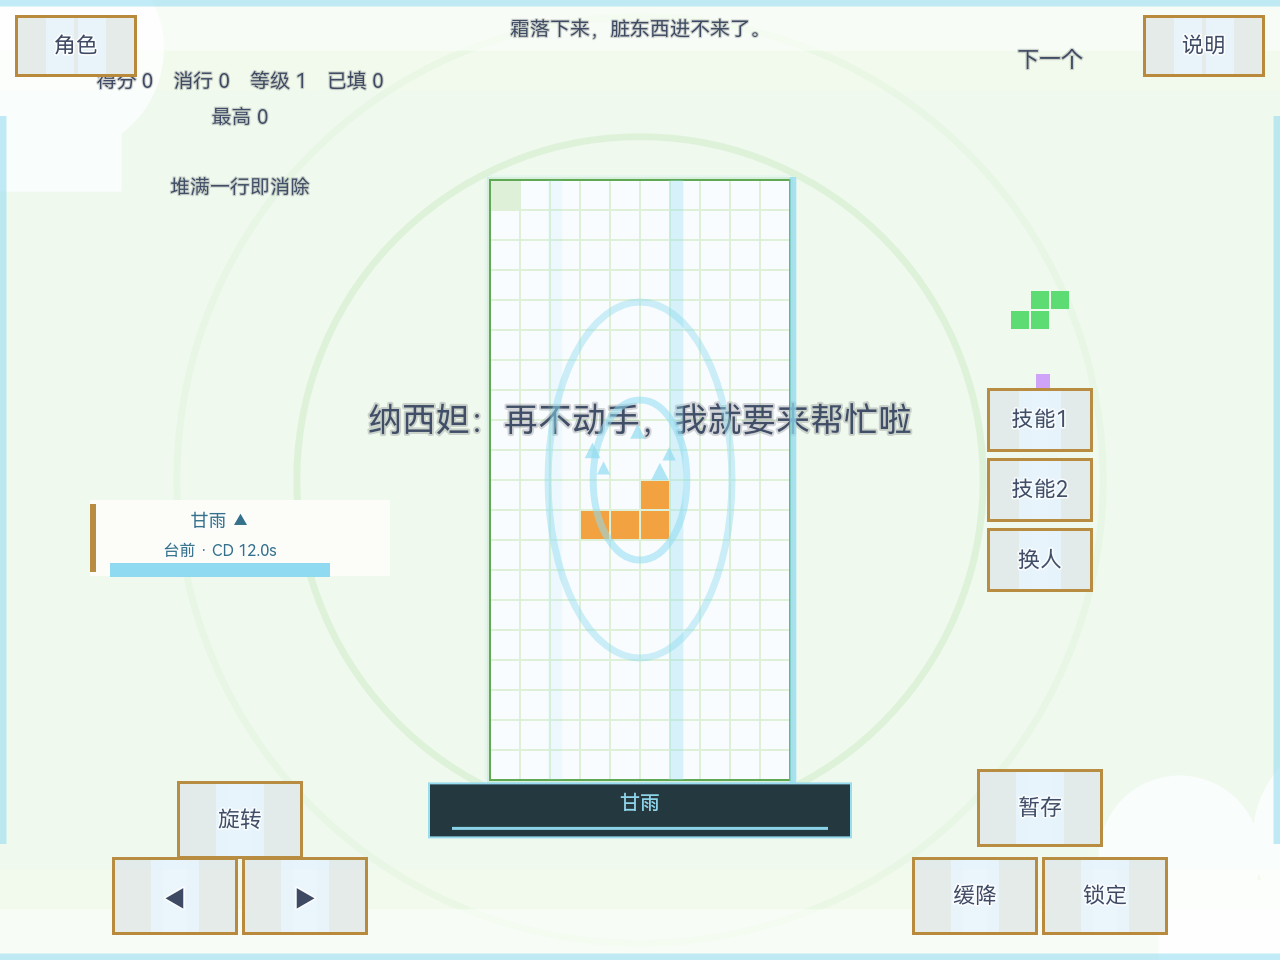 角色
霜落下来，脏东西进不来了。
说明
下一个
得分 0 消行 0 等级 1 已填 0
最高 0
堆满一行即消除
纳西妲：再不动手，我就要来帮忙啦
技能1
技能2
换人
甘雨 ▲
台前 · CD 12.0s
甘雨
旋转
◀
▶
暂存
缓降
锁定